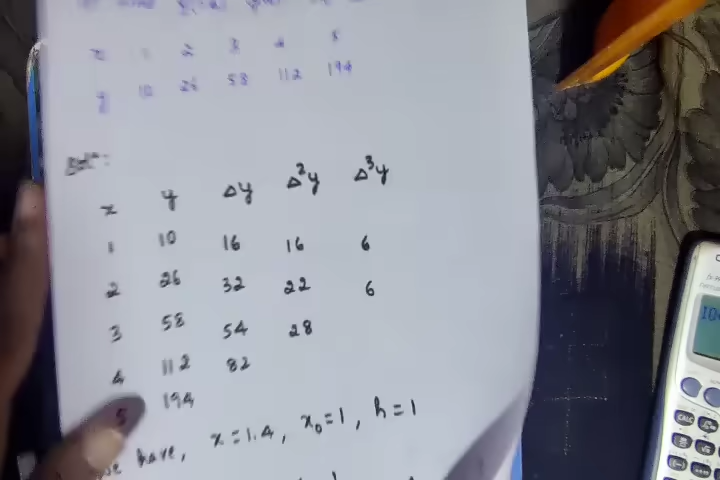 x 2 3 4 5
y 10 26 58 112 194
Solⁿ:
x y Δy Δ²y Δ³y
1 10 16 16 6
2 26 32 22 6
3 58 54 28
4 112 82
5 194
we have, x = 1.4, x₀ = 1, h = 1
CALC